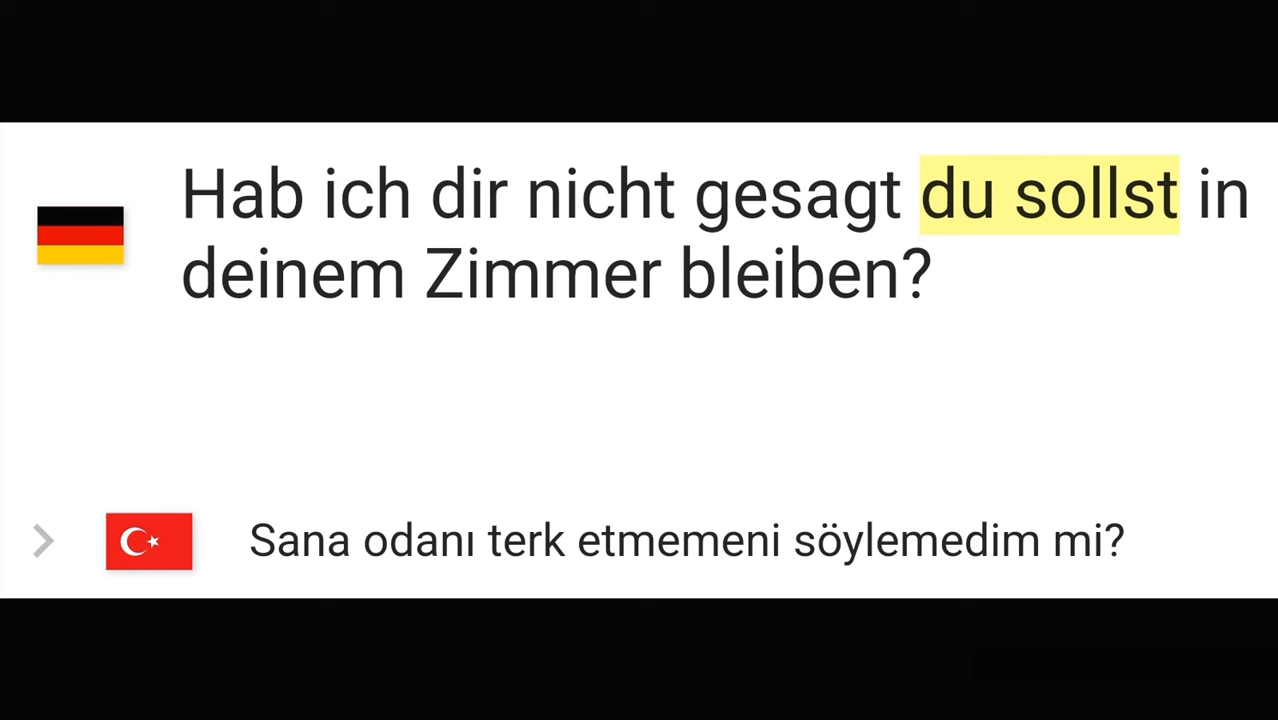 Hab ich dir nicht gesagt du sollst in
deinem Zimmer bleiben?
Sana odanı terk etmemeni söylemedim mi?